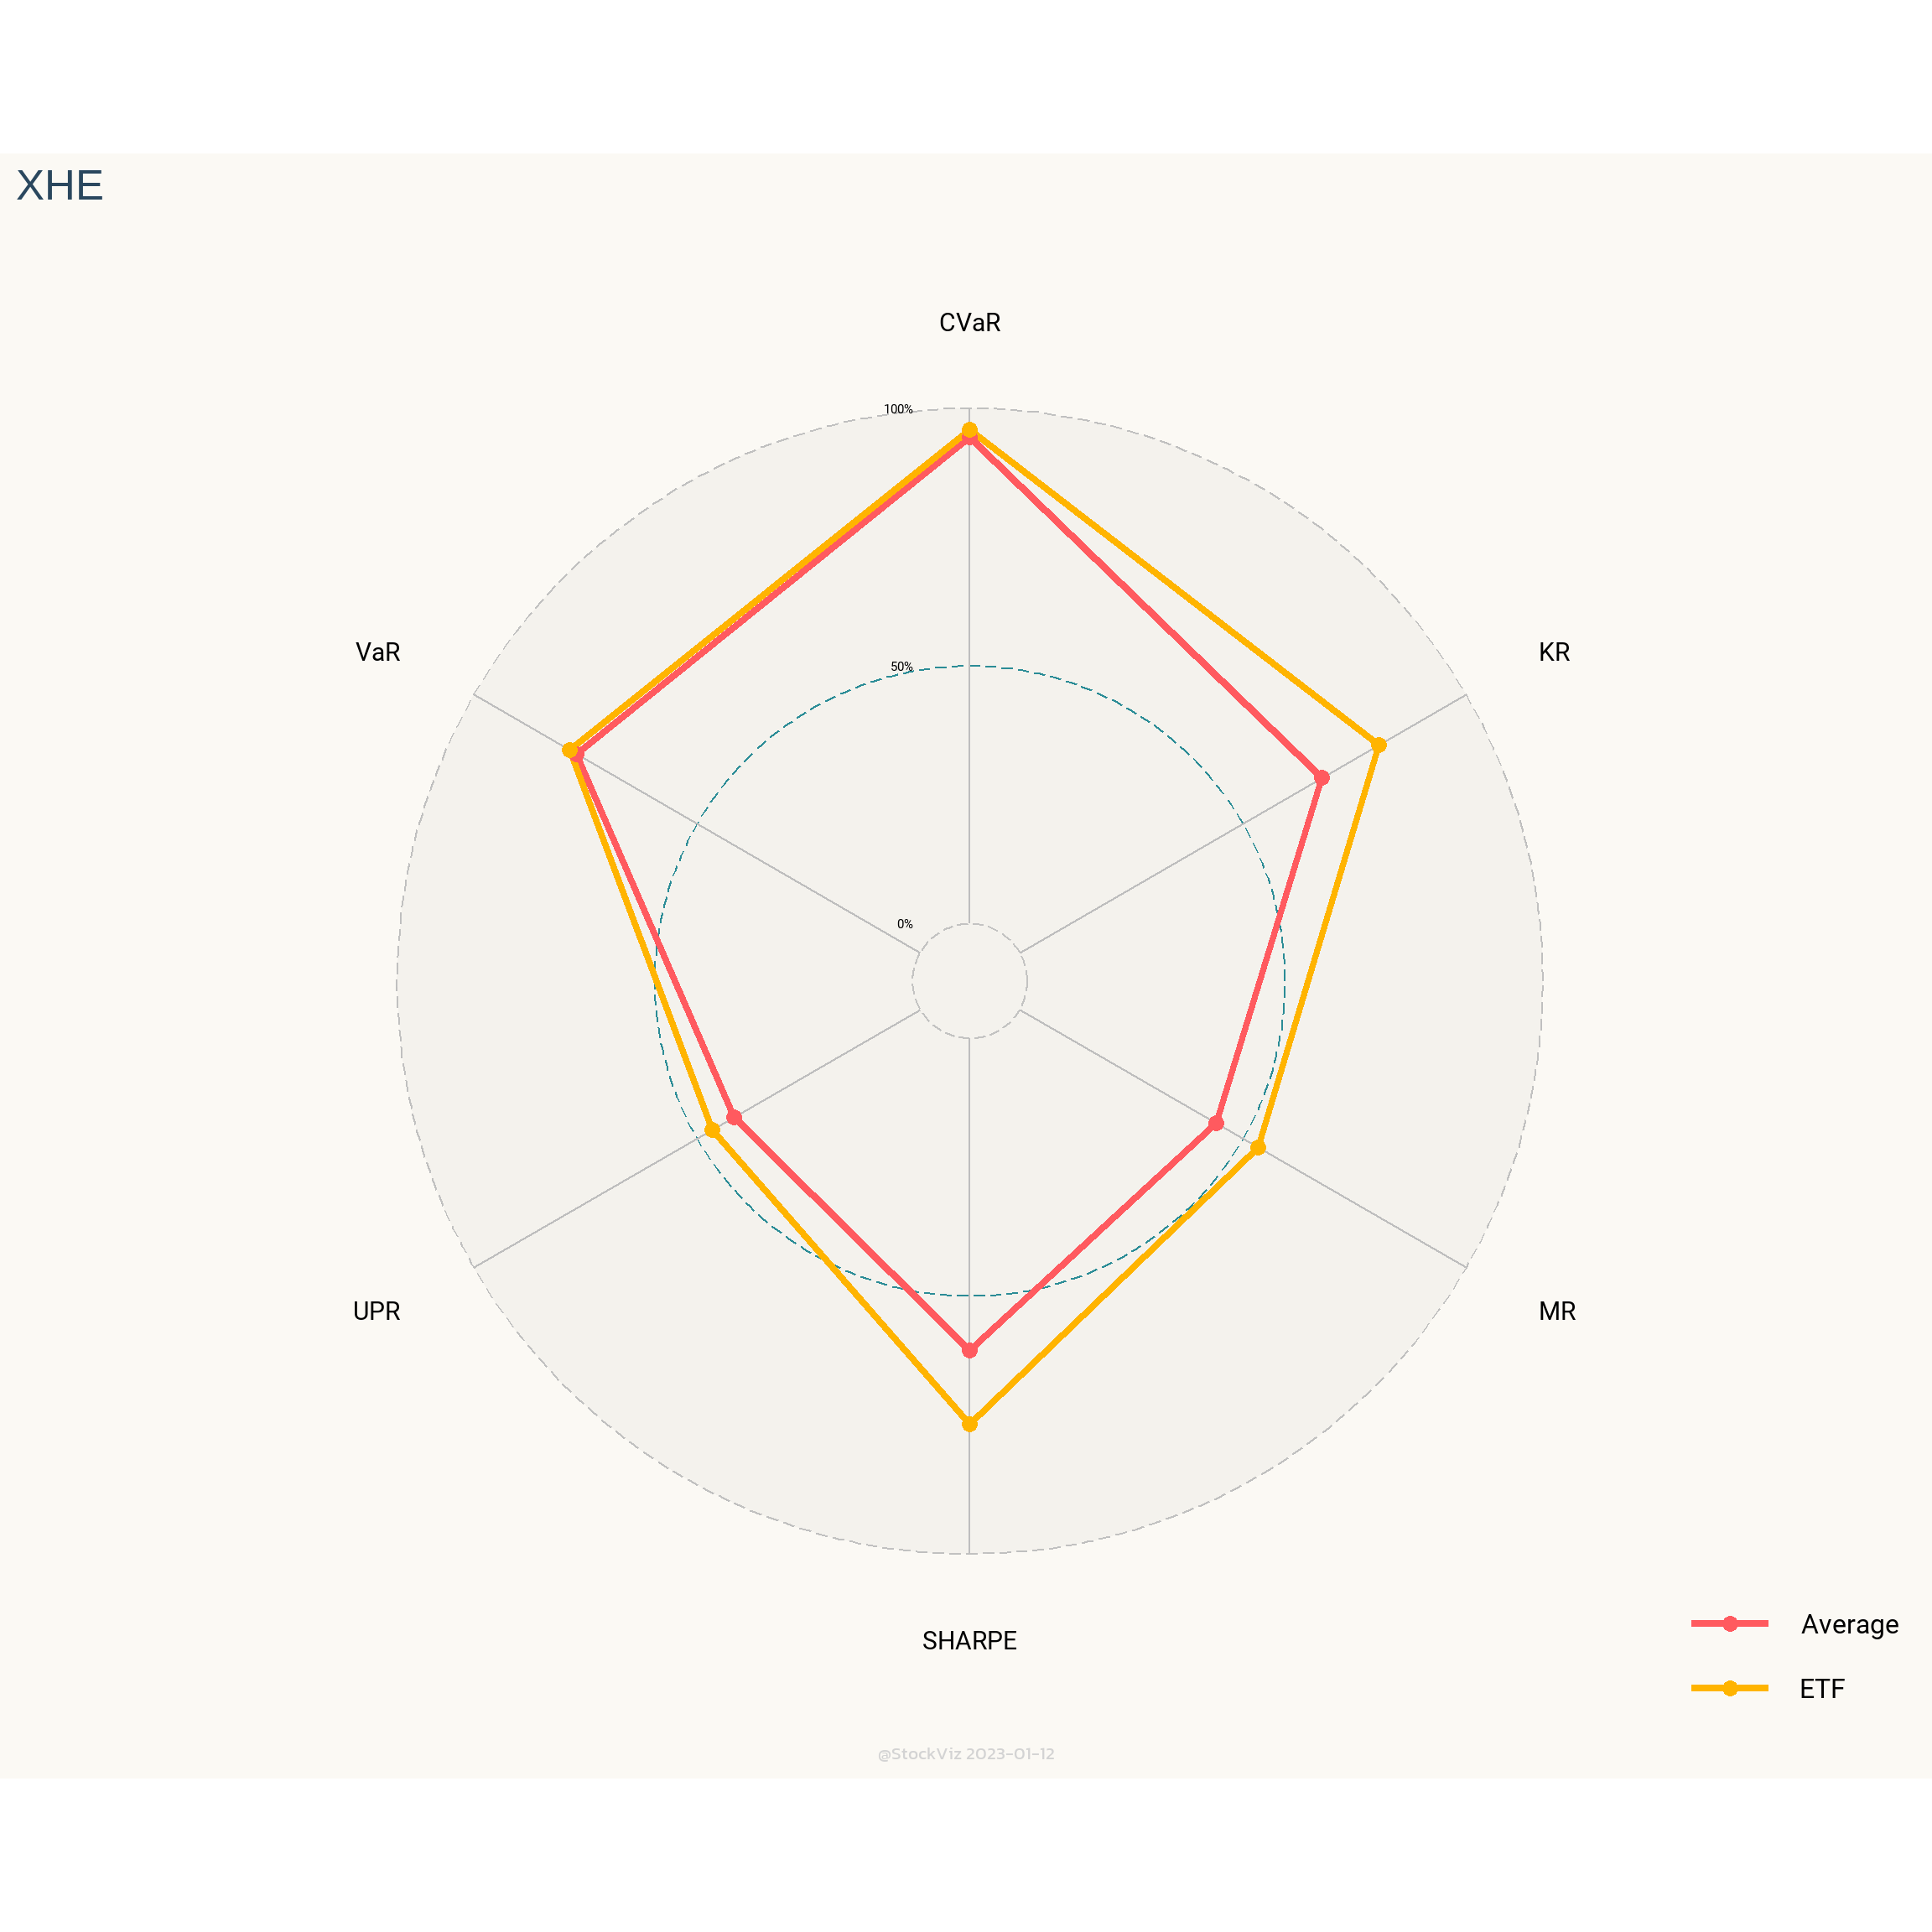 XHE
CVaR
100%
KR
VaR
50%
0%
UPR
MR
SHARPE
Average
ETF
@StockViz 2023-01-12